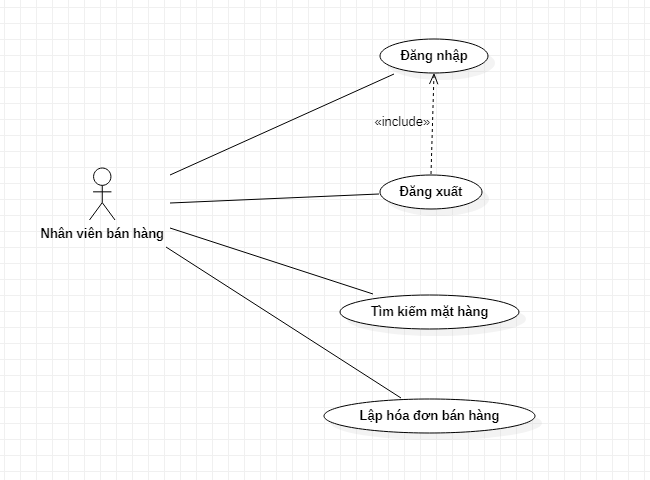 Đăng nhập
«include»
Đăng xuất
Nhân viên bán hàng
Tìm kiếm mặt hàng
Lập hóa đơn bán hàng